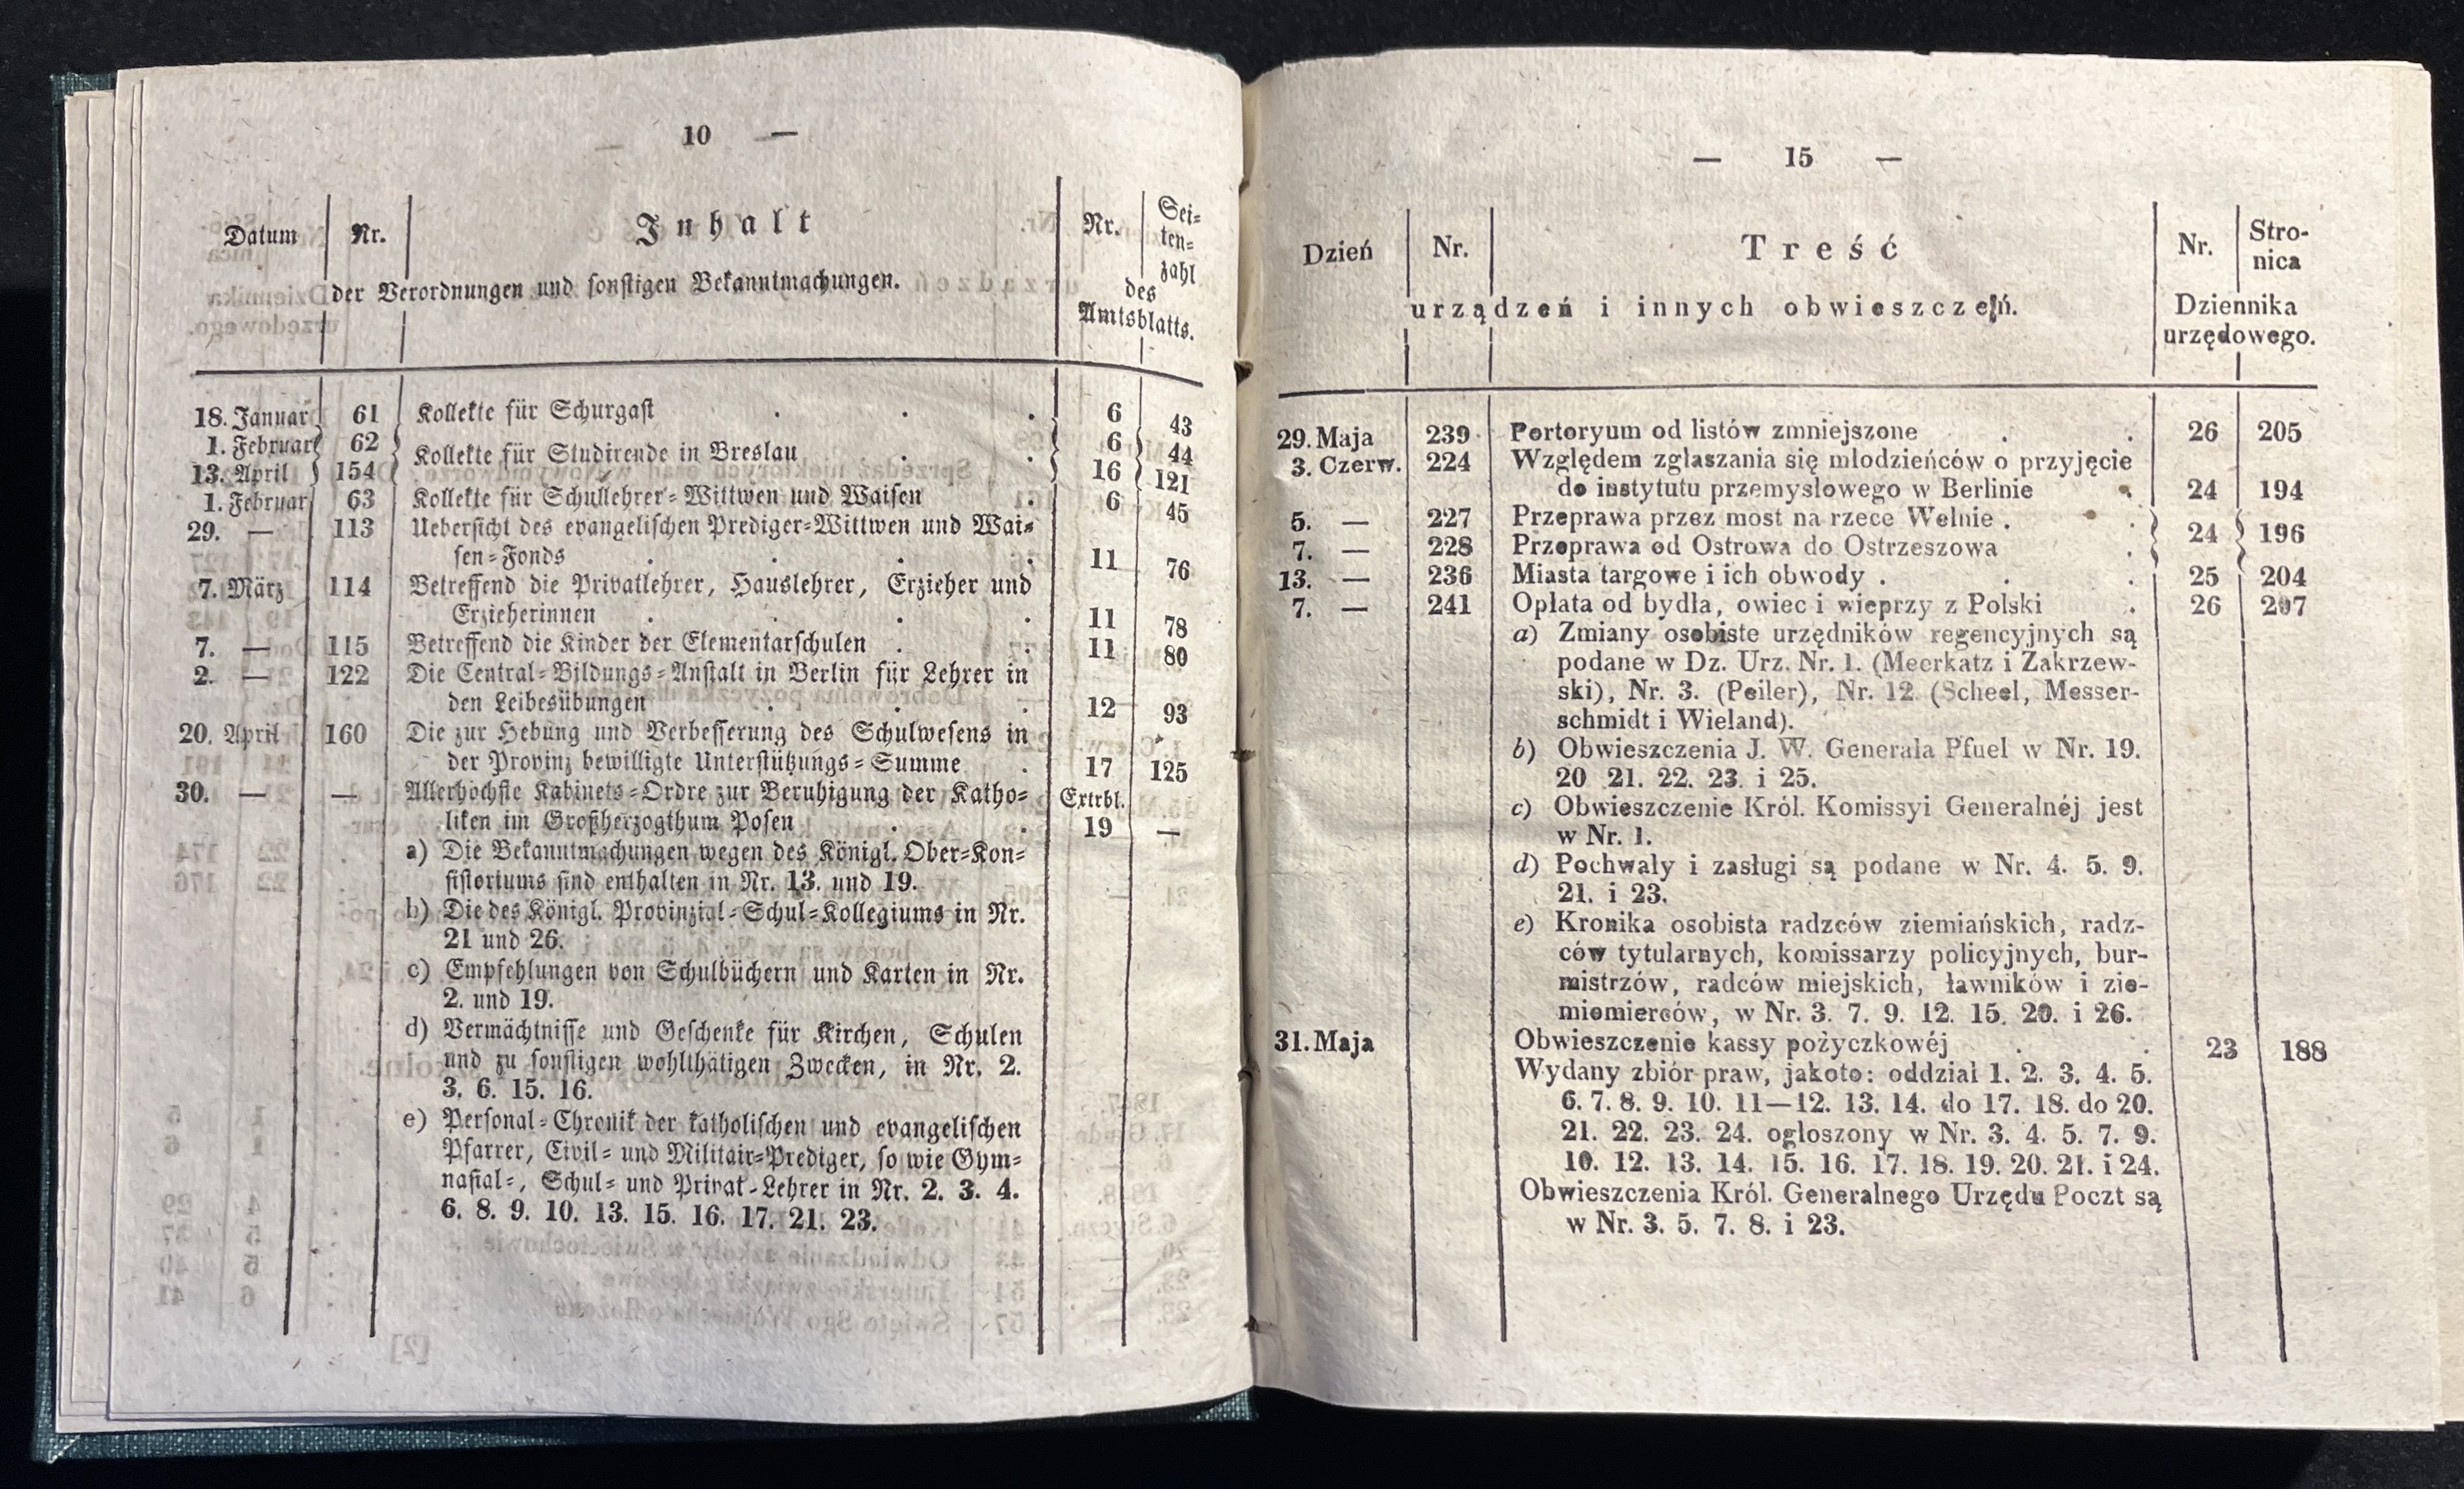 10 —
Datum Nr. Inhalt Nr. Sei-
ten-
zahl
der Verordnungen und sonstigen Bekanntmachungen. des
Amtsblatts.
18. Januar 61 Kollekte für Schurgast . . . 6 43
1. Februar 62 } Kollekte für Studirende in Breslau . . { 6 } 44
13. April 154 16 121
1. Februar 63 Kollekte für Schullehrer-Wittwen und Waisen . 6 45
29. — 113 Uebersicht des evangelischen Prediger-Wittwen und Wai-
sen-Fonds . . . . 11 76
7. März 114 Betreffend die Privatlehrer, Hauslehrer, Erzieher und
Erzieherinnen . . . . 11 78
7. — 115 Betreffend die Kinder der Elementarschulen . . 11 80
2. — 122 Die Central-Bildungs-Anstalt in Berlin für Lehrer in
den Leibesübungen . . . 12 93
20. April 160 Die zur Hebung und Verbesserung des Schulwesens in
der Provinz bewilligte Unterstützungs-Summe . 17 125
30. — — Allerhöchste Kabinets-Ordre zur Beruhigung der Katho- Extrbl.
liken im Großherzogthum Posen . . 19 —
a) Die Bekanntmachungen wegen des Königl. Ober-Kon-
sistoriums sind enthalten in Nr. 13. und 19.
b) Die des Königl. Provinzial-Schul-Kollegiums in Nr.
21 und 26.
c) Empfehlungen von Schulbüchern und Karten in Nr.
2. und 19.
d) Vermächtnisse und Geschenke für Kirchen, Schulen
und zu sonstigen wohlthätigen Zwecken, in Nr. 2.
3. 6. 15. 16.
e) Personal-Chronik der katholischen und evangelischen
Pfarrer, Civil- und Militair-Prediger, so wie Gym-
nasial-, Schul- und Privat-Lehrer in Nr. 2. 3. 4.
6. 8. 9. 10. 13. 15. 16. 17. 21. 23.
— 15 —
Dzień Nr. Treść Nr. Stro-
nica
urządzeń i innych obwieszczeń. Dziennika
urzędowego.
29. Maja 239 Portoryum od listów zmniejszone . . 26 205
3. Czerw. 224 Względem zgłaszania się młodzieńców o przyjęcie
do instytutu przemysłowego w Berlinie . 24 194
5. — 227 Przeprawa przez most na rzece Wełnie . . } 24 } 196
7. — 228 Przeprawa od Ostrowa do Ostrzeszowa .
13. — 236 Miasta targowe i ich obwody . . . 25 204
7. — 241 Opłata od bydła, owiec i wieprzy z Polski . 26 207
a) Zmiany osobiste urzędników regencyjnych są
podane w Dz. Urz. Nr. 1. (Meerkatz i Zakrzew-
ski), Nr. 3. (Peiler), Nr. 12 (Scheel, Messer-
schmidt i Wieland).
b) Obwieszczenia J. W. Generała Pfuel w Nr. 19.
20 21. 22. 23. i 25.
c) Obwieszczenie Król. Komissyi Generalnéj jest
w Nr. 1.
d) Pochwały i zasługi są podane w Nr. 4. 5. 9.
21. i 23.
e) Kronika osobista radzców ziemiańskich, radz-
ców tytularnych, komissarzy policyjnych, bur-
mistrzów, radców miejskich, ławników i zie-
miomierców, w Nr. 3. 7. 9. 12. 15. 20. i 26.
31. Maja Obwieszczenie kassy pożyczkowéj . . 23 188
Wydany zbiór praw, jakoto: oddział 1. 2. 3. 4. 5.
6. 7. 8. 9. 10. 11—12. 13. 14. do 17. 18. do 20.
21. 22. 23. 24. ogłoszony w Nr. 3. 4. 5. 7. 9.
10. 12. 13. 14. 15. 16. 17. 18. 19. 20. 21. i 24.
Obwieszczenia Król. Generalnego Urzędu Poczt są
w Nr. 3. 5. 7. 8. i 23.